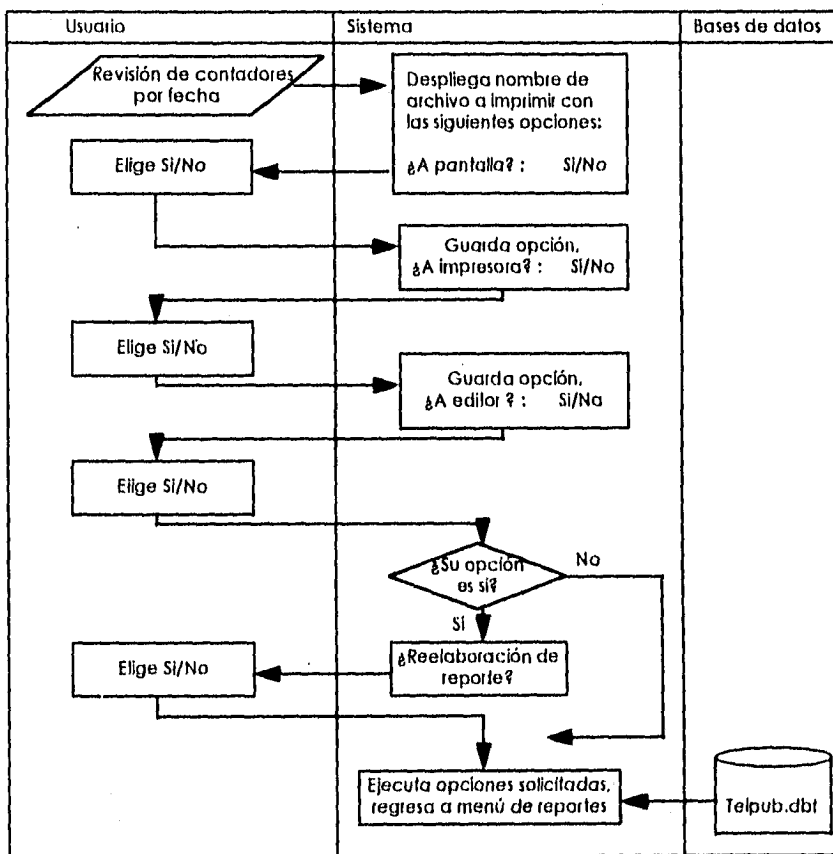 Usuario
Sistema
Bases de datos
Revisión de contadores
por fecha
Despliega nombre de
archivo a imprimir con
las siguientes opciones:
¿A pantalla? : Si/No
Elige Si/No
Guarda opción,
¿A impresora? : Si/No
Elige Si/No
Guarda opción,
¿A editor ? : Si/No
Elige Si/No
¿Su opción
es sí?
No
Sí
¿Reelaboración de
reporte?
Elige Si/No
Ejecuta opciones solicitadas,
regresa a menú de reportes
Telpub.dbf